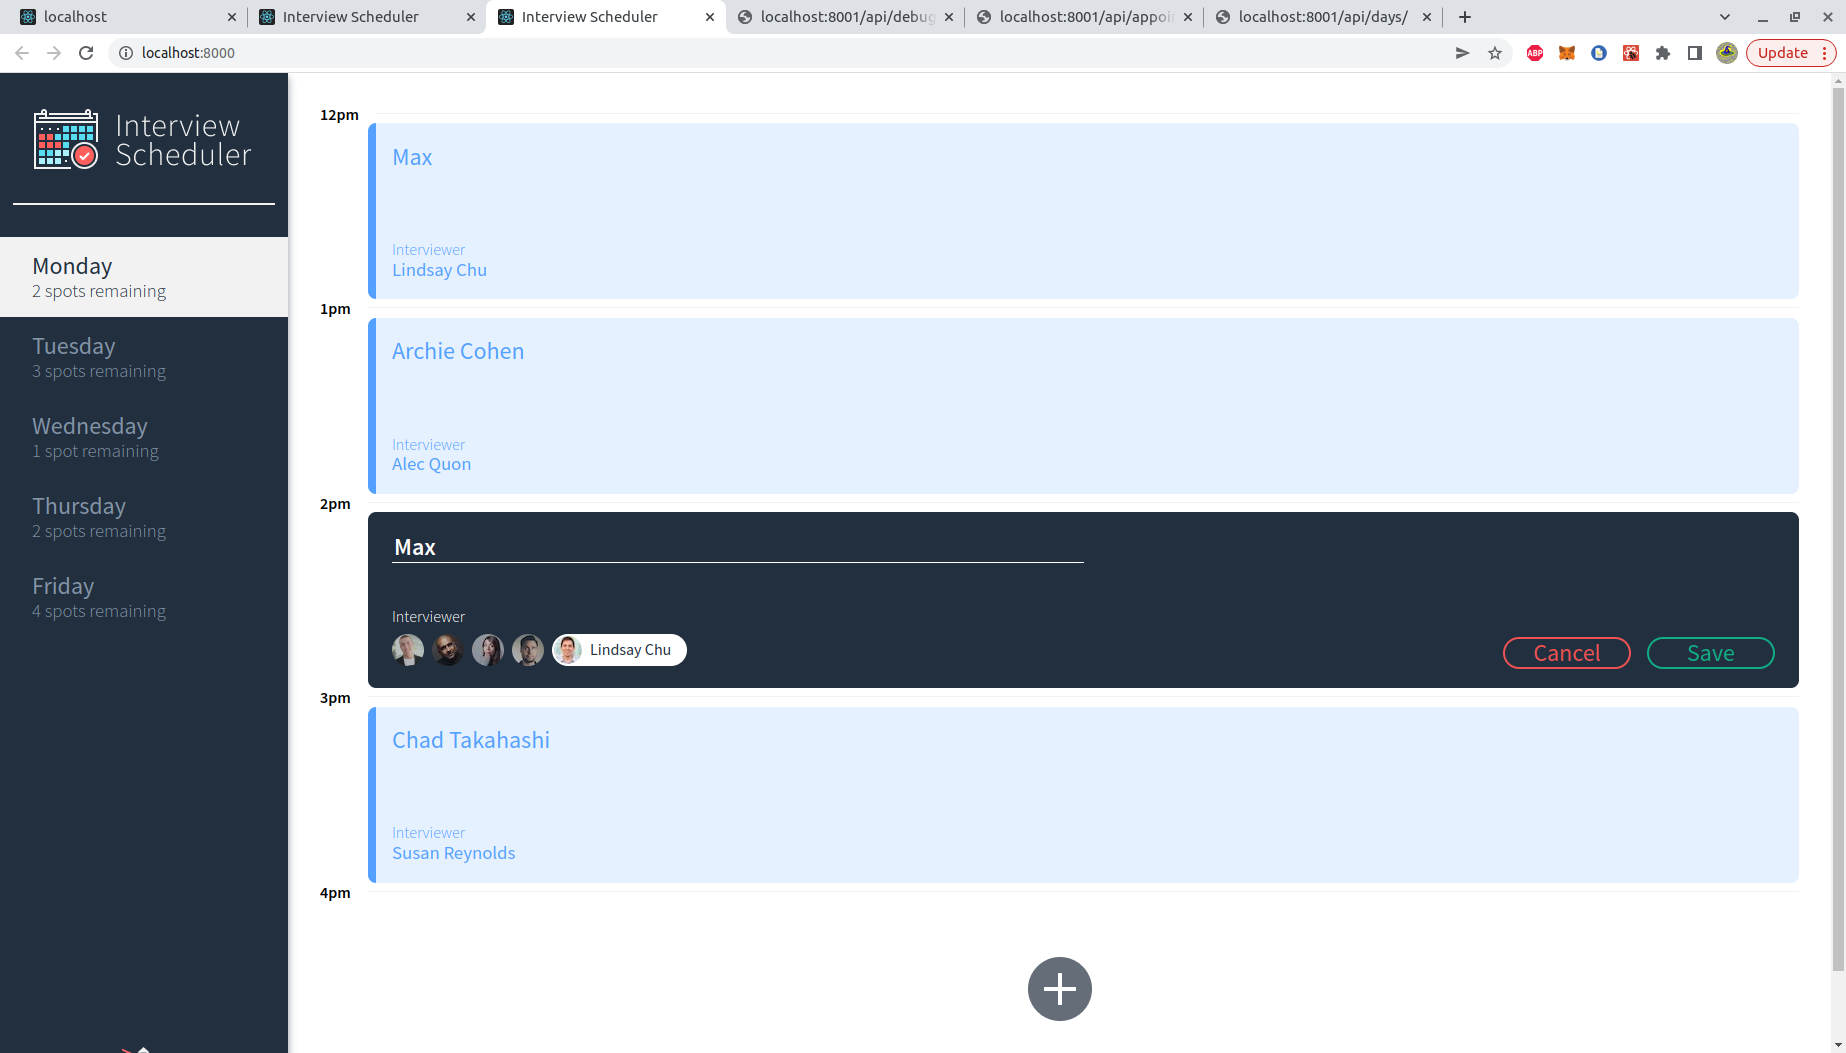 localhost
Interview Scheduler
Interview Scheduler
localhost:8001/api/debug
localhost:8001/api/appoi
localhost:8001/api/days/
localhost:8000
ABP
Update
Interview
Scheduler
Monday
2 spots remaining
Tuesday
3 spots remaining
Wednesday
1 spot remaining
Thursday
2 spots remaining
Friday
4 spots remaining
12pm
Max
Interviewer
Lindsay Chu
1pm
Archie Cohen
Interviewer
Alec Quon
2pm
Max
Interviewer
Lindsay Chu
Cancel
Save
3pm
Chad Takahashi
Interviewer
Susan Reynolds
4pm